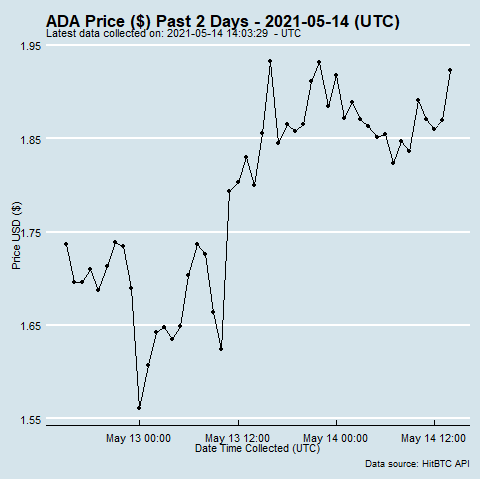 ADA Price ($) Past 2 Days - 2021-05-14 (UTC)
Latest data collected on: 2021-05-14 14:03:29 - UTC
1.95
1.85
1.75
1.65
1.55
Price USD ($)
May 13 00:00 May 13 12:00 May 14 00:00 May 14 12:00
Date Time Collected (UTC)
Data source: HitBTC API